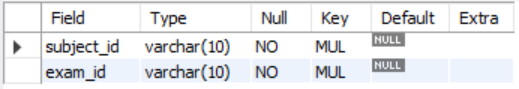 Field Type Null Key Default Extra
subject_id varchar(10) NO MUL NULL
exam_id varchar(10) NO MUL NULL